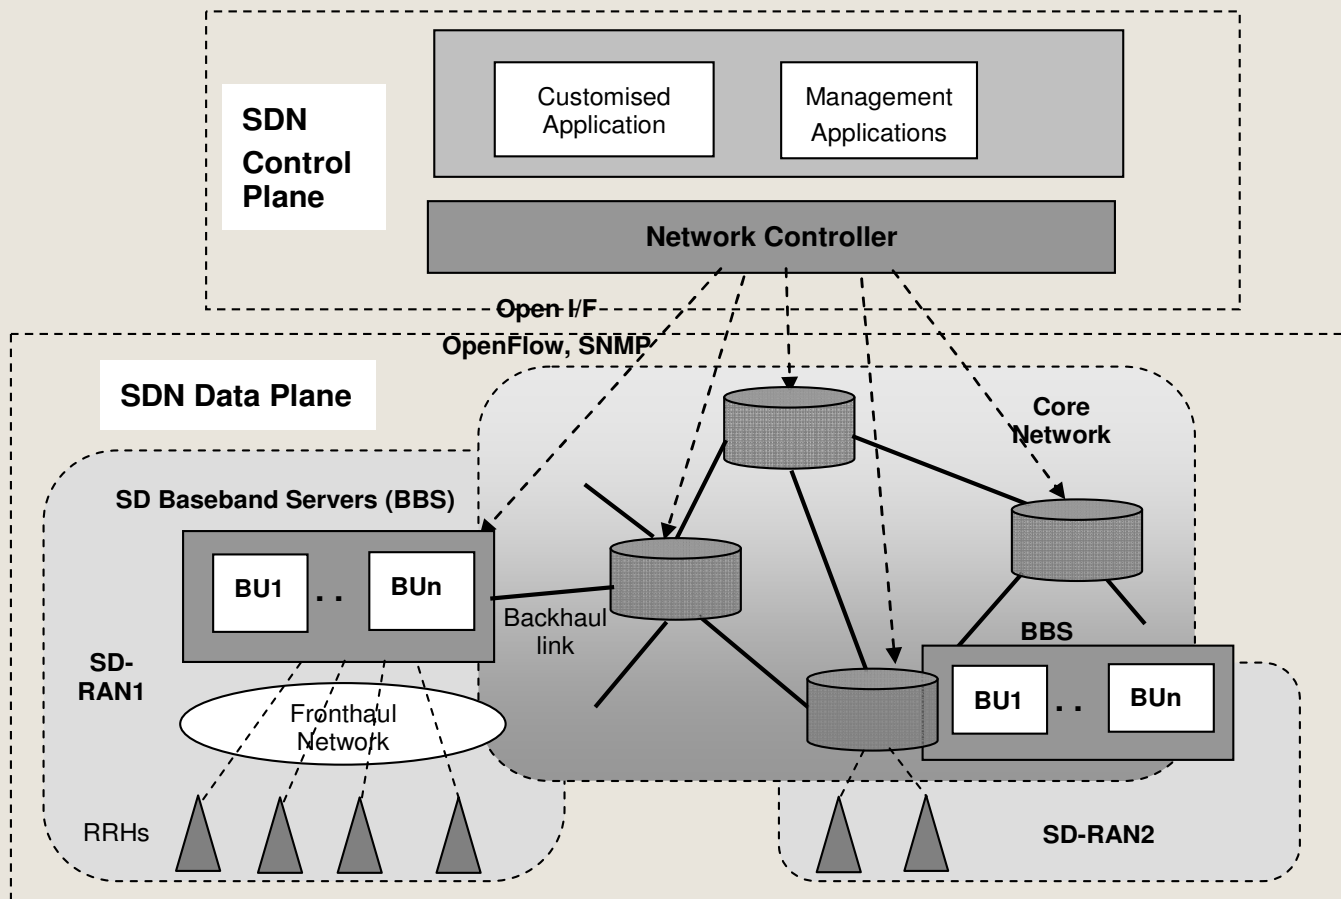 SDN
Control
Plane
Customised
Application
Management
Applications
Network Controller
Open I/F
OpenFlow, SNMP
SDN Data Plane
Core
Network
SD Baseband Servers (BBS)
BU1
. .
BUn
Backhaul
link
SD-
RAN1
Fronthaul
Network
RRHs
BBS
BU1
. .
BUn
SD-RAN2